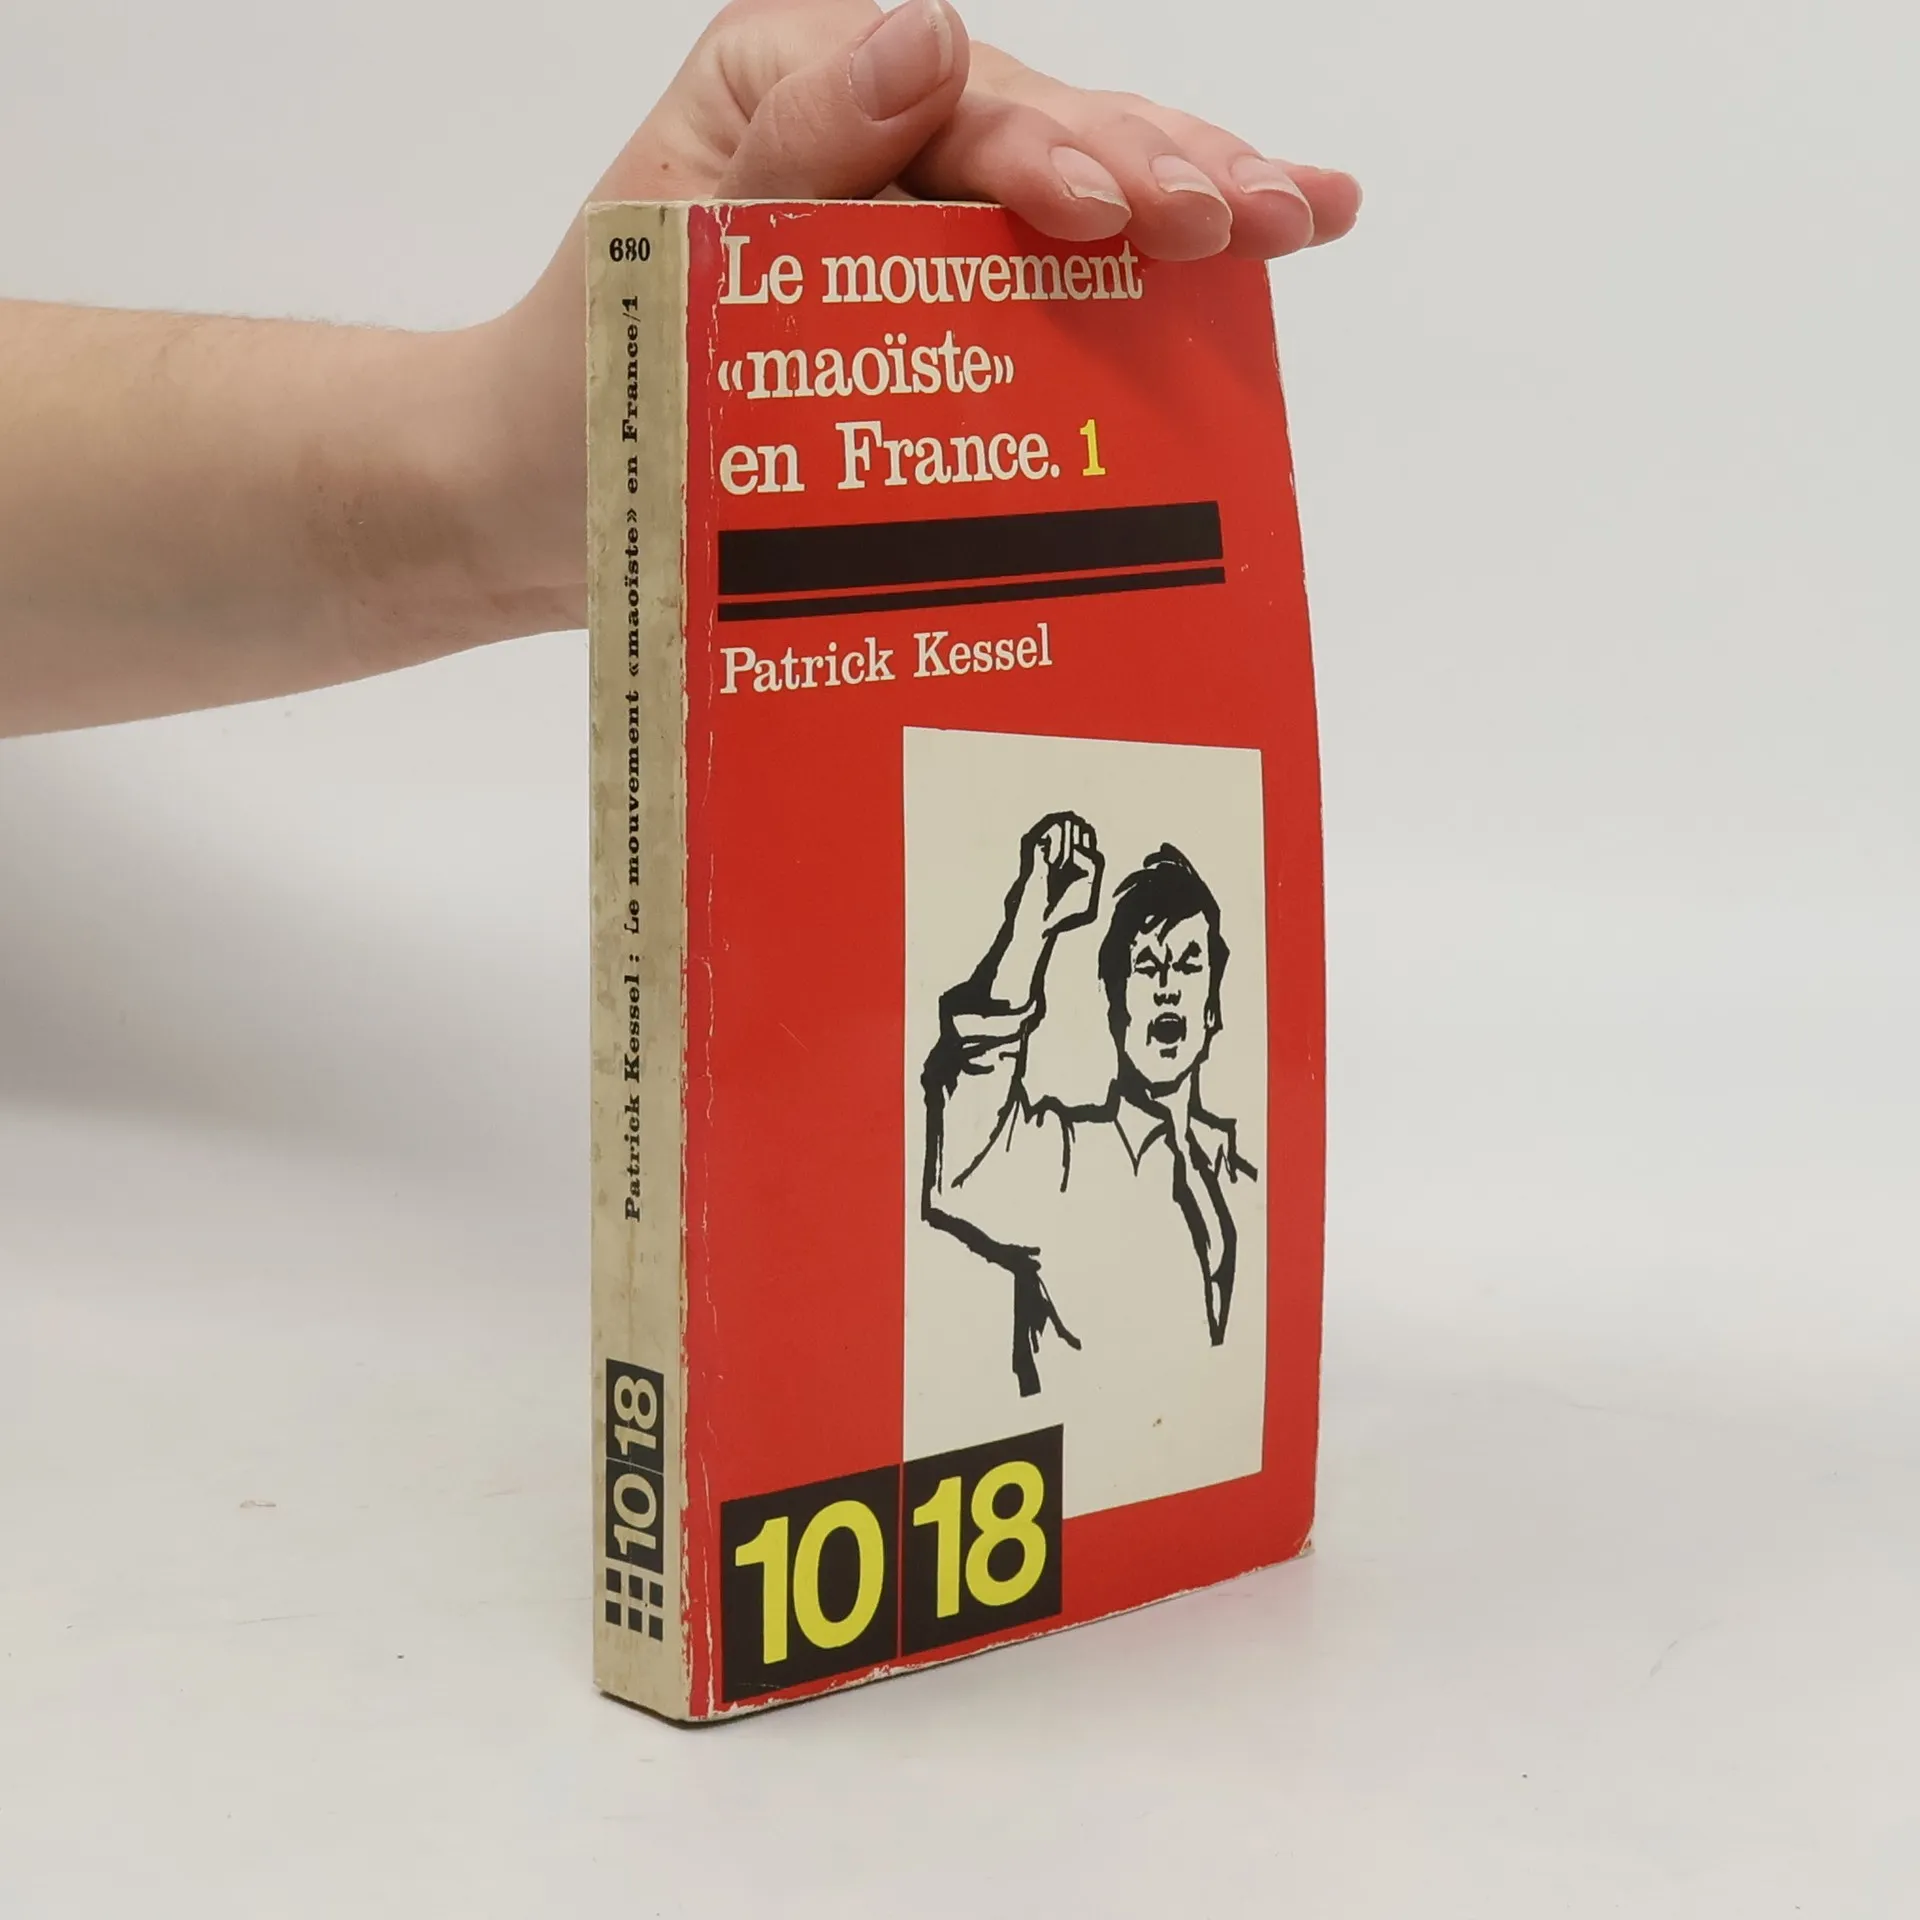 680
Patrick Kessel : Le mouvement «maoïste» en France/1
10 18
Le mouvement
«maoïste»
en France. 1
Patrick Kessel
10 18